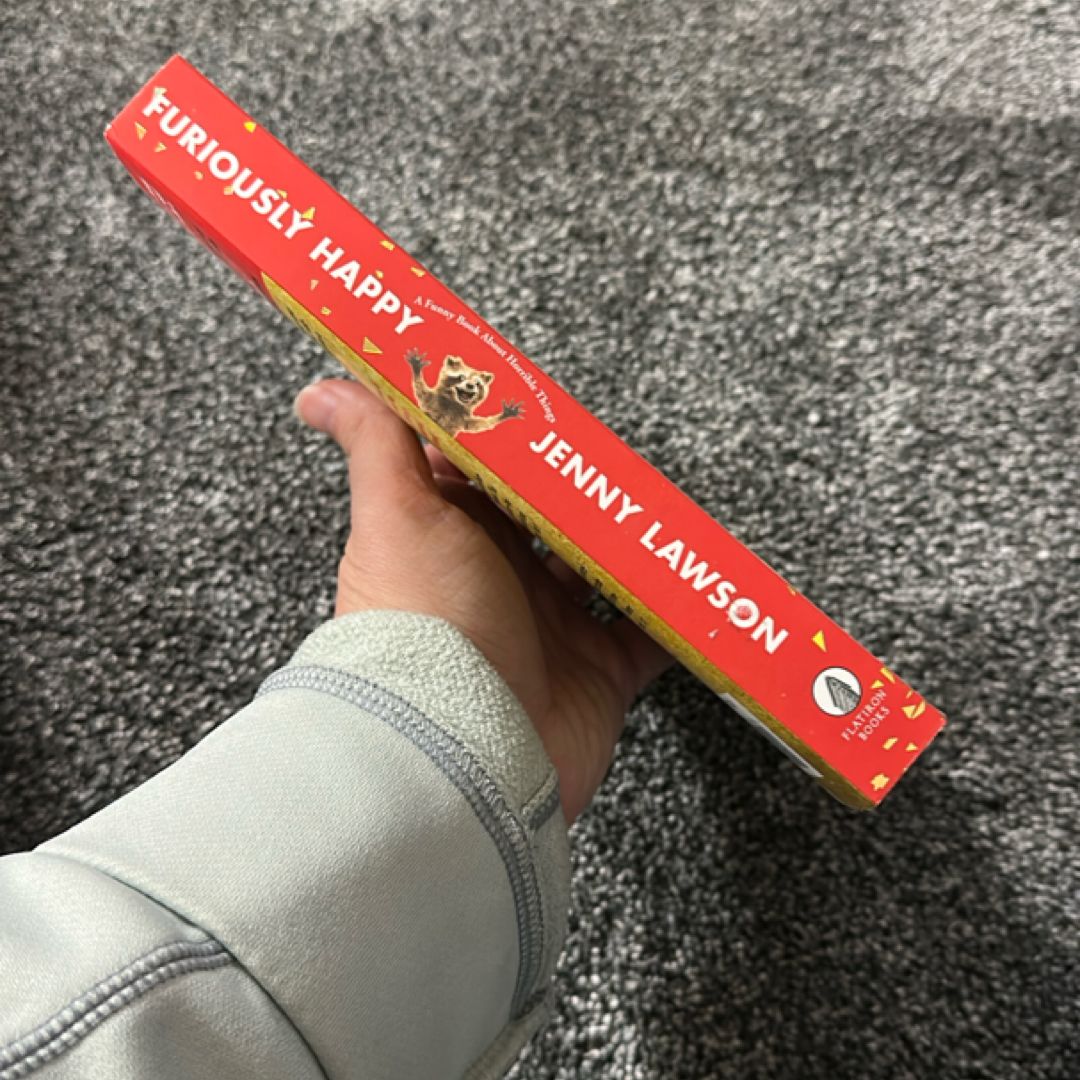 FURIOUSLY HAPPY
A Funny Book About Horrible Things
JENNY LAWSON
FLATIRON
BOOKS